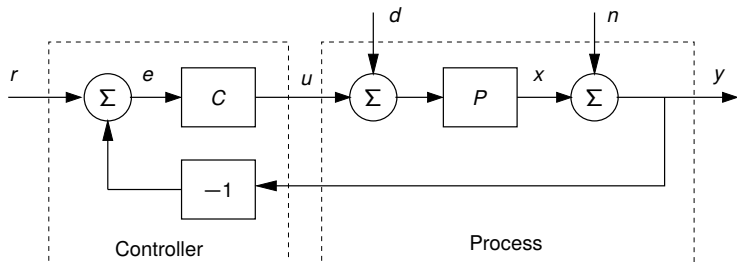 d
n
r
e
u
x
y
Σ
C
Σ
P
Σ
−1
Controller
Process